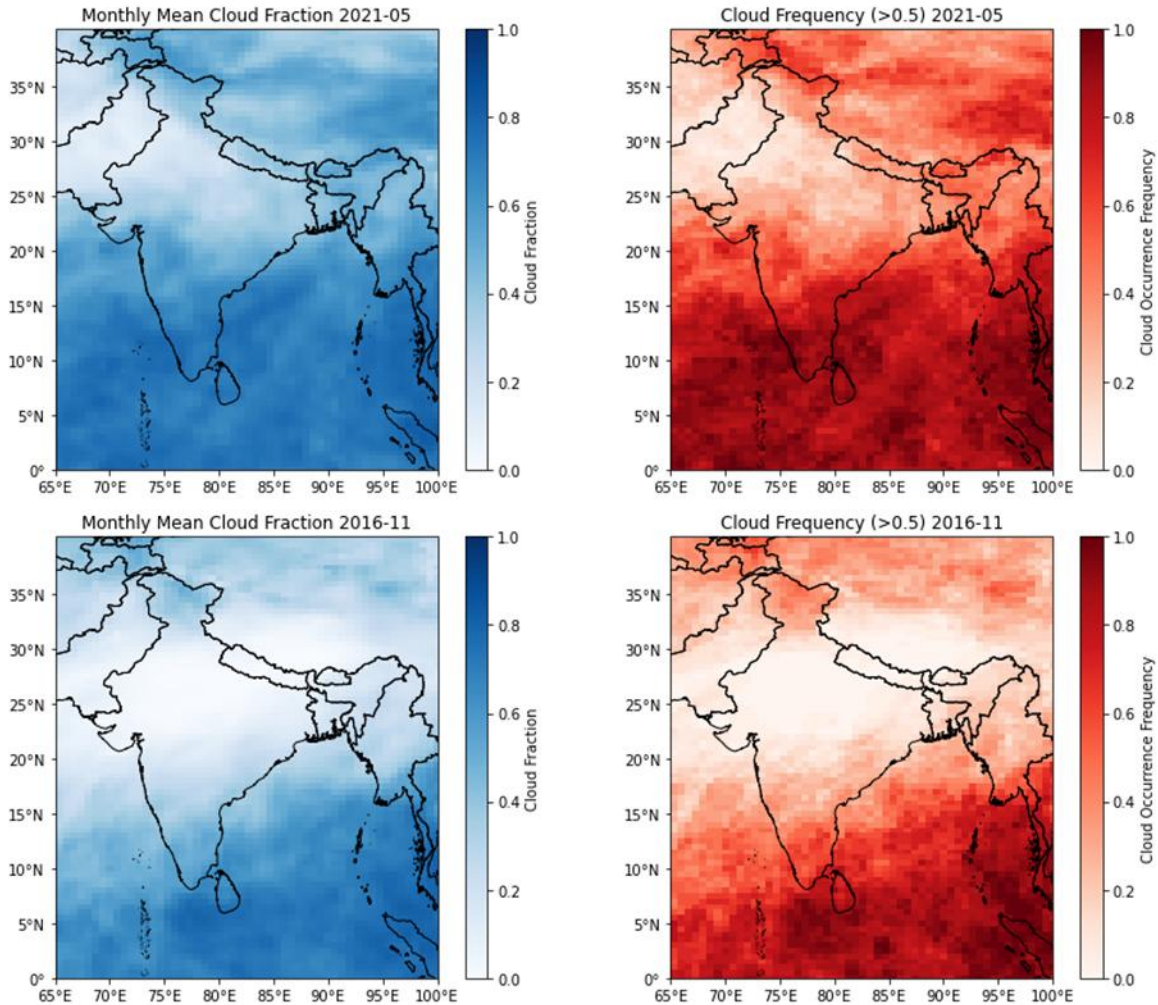 Monthly Mean Cloud Fraction 2021-05
35°N
30°N
25°N
20°N
15°N
10°N
5°N
0°
65°E 70°E 75°E 80°E 85°E 90°E 95°E 100°E
1.0
0.8
0.6
0.4
0.2
0.0
Cloud Fraction
Cloud Frequency (>0.5) 2021-05
35°N
30°N
25°N
20°N
15°N
10°N
5°N
0°
65°E 70°E 75°E 80°E 85°E 90°E 95°E 100°E
1.0
0.8
0.6
0.4
0.2
0.0
Cloud Occurrence Frequency
Monthly Mean Cloud Fraction 2016-11
35°N
30°N
25°N
20°N
15°N
10°N
5°N
0°
65°E 70°E 75°E 80°E 85°E 90°E 95°E 100°E
1.0
0.8
0.6
0.4
0.2
0.0
Cloud Fraction
Cloud Frequency (>0.5) 2016-11
35°N
30°N
25°N
20°N
15°N
10°N
5°N
0°
65°E 70°E 75°E 80°E 85°E 90°E 95°E 100°E
1.0
0.8
0.6
0.4
0.2
0.0
Cloud Occurrence Frequency